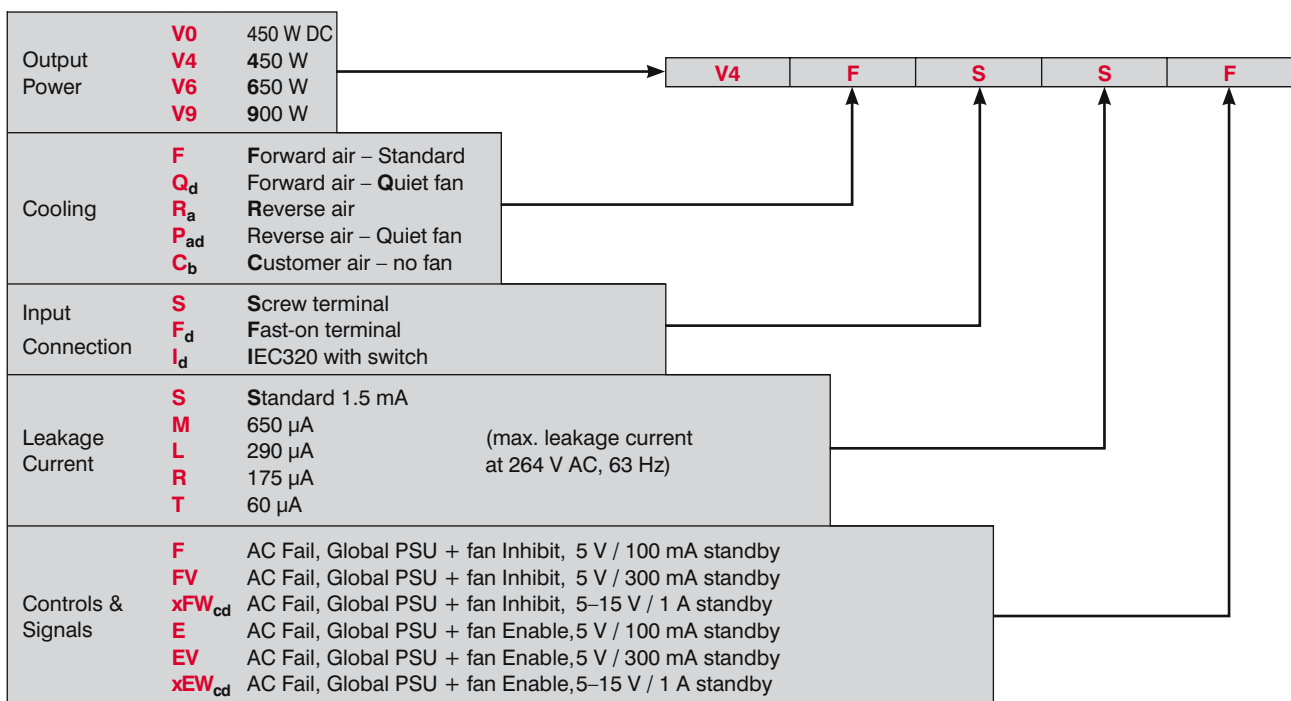 Output Power
V0 450 W DC
V4 450 W
V6 650 W
V9 900 W
V4 F S S F
Cooling
F Forward air – Standard
Qd Forward air – Quiet fan
Ra Reverse air
Pad Reverse air – Quiet fan
Cb Customer air – no fan
Input Connection
S Screw terminal
Fd Fast-on terminal
Id IEC320 with switch
Leakage Current
S Standard 1.5 mA
M 650 µA
L 290 µA
R 175 µA
T 60 µA
(max. leakage current
at 264 V AC, 63 Hz)
Controls & Signals
F AC Fail, Global PSU + fan Inhibit, 5 V / 100 mA standby
FV AC Fail, Global PSU + fan Inhibit, 5 V / 300 mA standby
xFWcd AC Fail, Global PSU + fan Inhibit, 5–15 V / 1 A standby
E AC Fail, Global PSU + fan Enable, 5 V / 100 mA standby
EV AC Fail, Global PSU + fan Enable, 5 V / 300 mA standby
xEWcd AC Fail, Global PSU + fan Enable, 5–15 V / 1 A standby